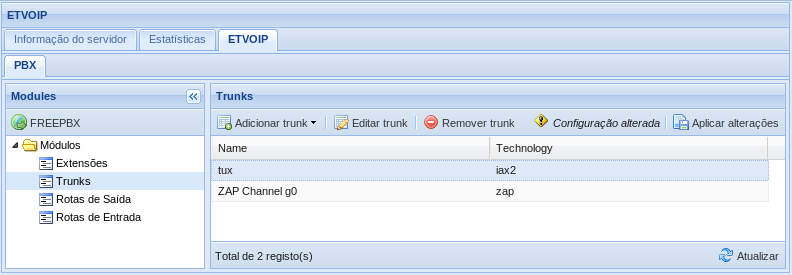 ETVOIP
Informação do servidor Estatísticas ETVOIP
PBX
Modules
FREEPBX
Módulos
Extensões
Trunks
Rotas de Saída
Rotas de Entrada
Trunks
Adicionar trunk Editar trunk Remover trunk Configuração alterada Aplicar alterações
Name Technology
tux iax2
ZAP Channel g0 zap
Total de 2 registo(s) Atualizar